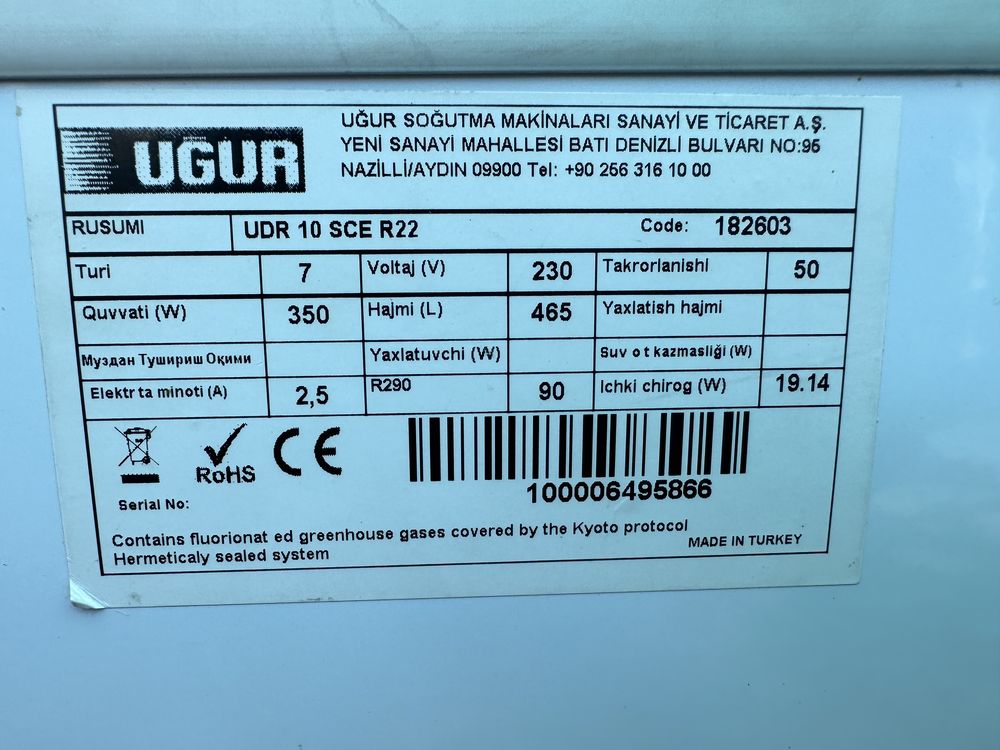 UĞUR
UĞUR SOĞUTMA MAKİNALARI SANAYİ VE TİCARET A.Ş.
YENİ SANAYİ MAHALLESİ BATI DENİZLİ BULVARI NO:95
NAZİLLİ/AYDIN 09900 Tel: +90 256 316 10 00
RUSUMI UDR 10 SCE R22 Code: 182603
Turi 7 Voltaj (V) 230 Takrorlanishi 50
Quvvati (W) 350 Hajmi (L) 465 Yaxlatish hajmi
Муздан Тушириш Оқими Yaxlatuvchi (W) Suv o t kazmasliği (W)
Elektr ta minoti (A) 2,5 R290 90 Ichki chirog (W) 19.14
RoHS CE
100006495866
Serial No:
Contains fluorionat ed greenhouse gases covered by the Kyoto protocol
Hermeticaly sealed system
MADE IN TURKEY